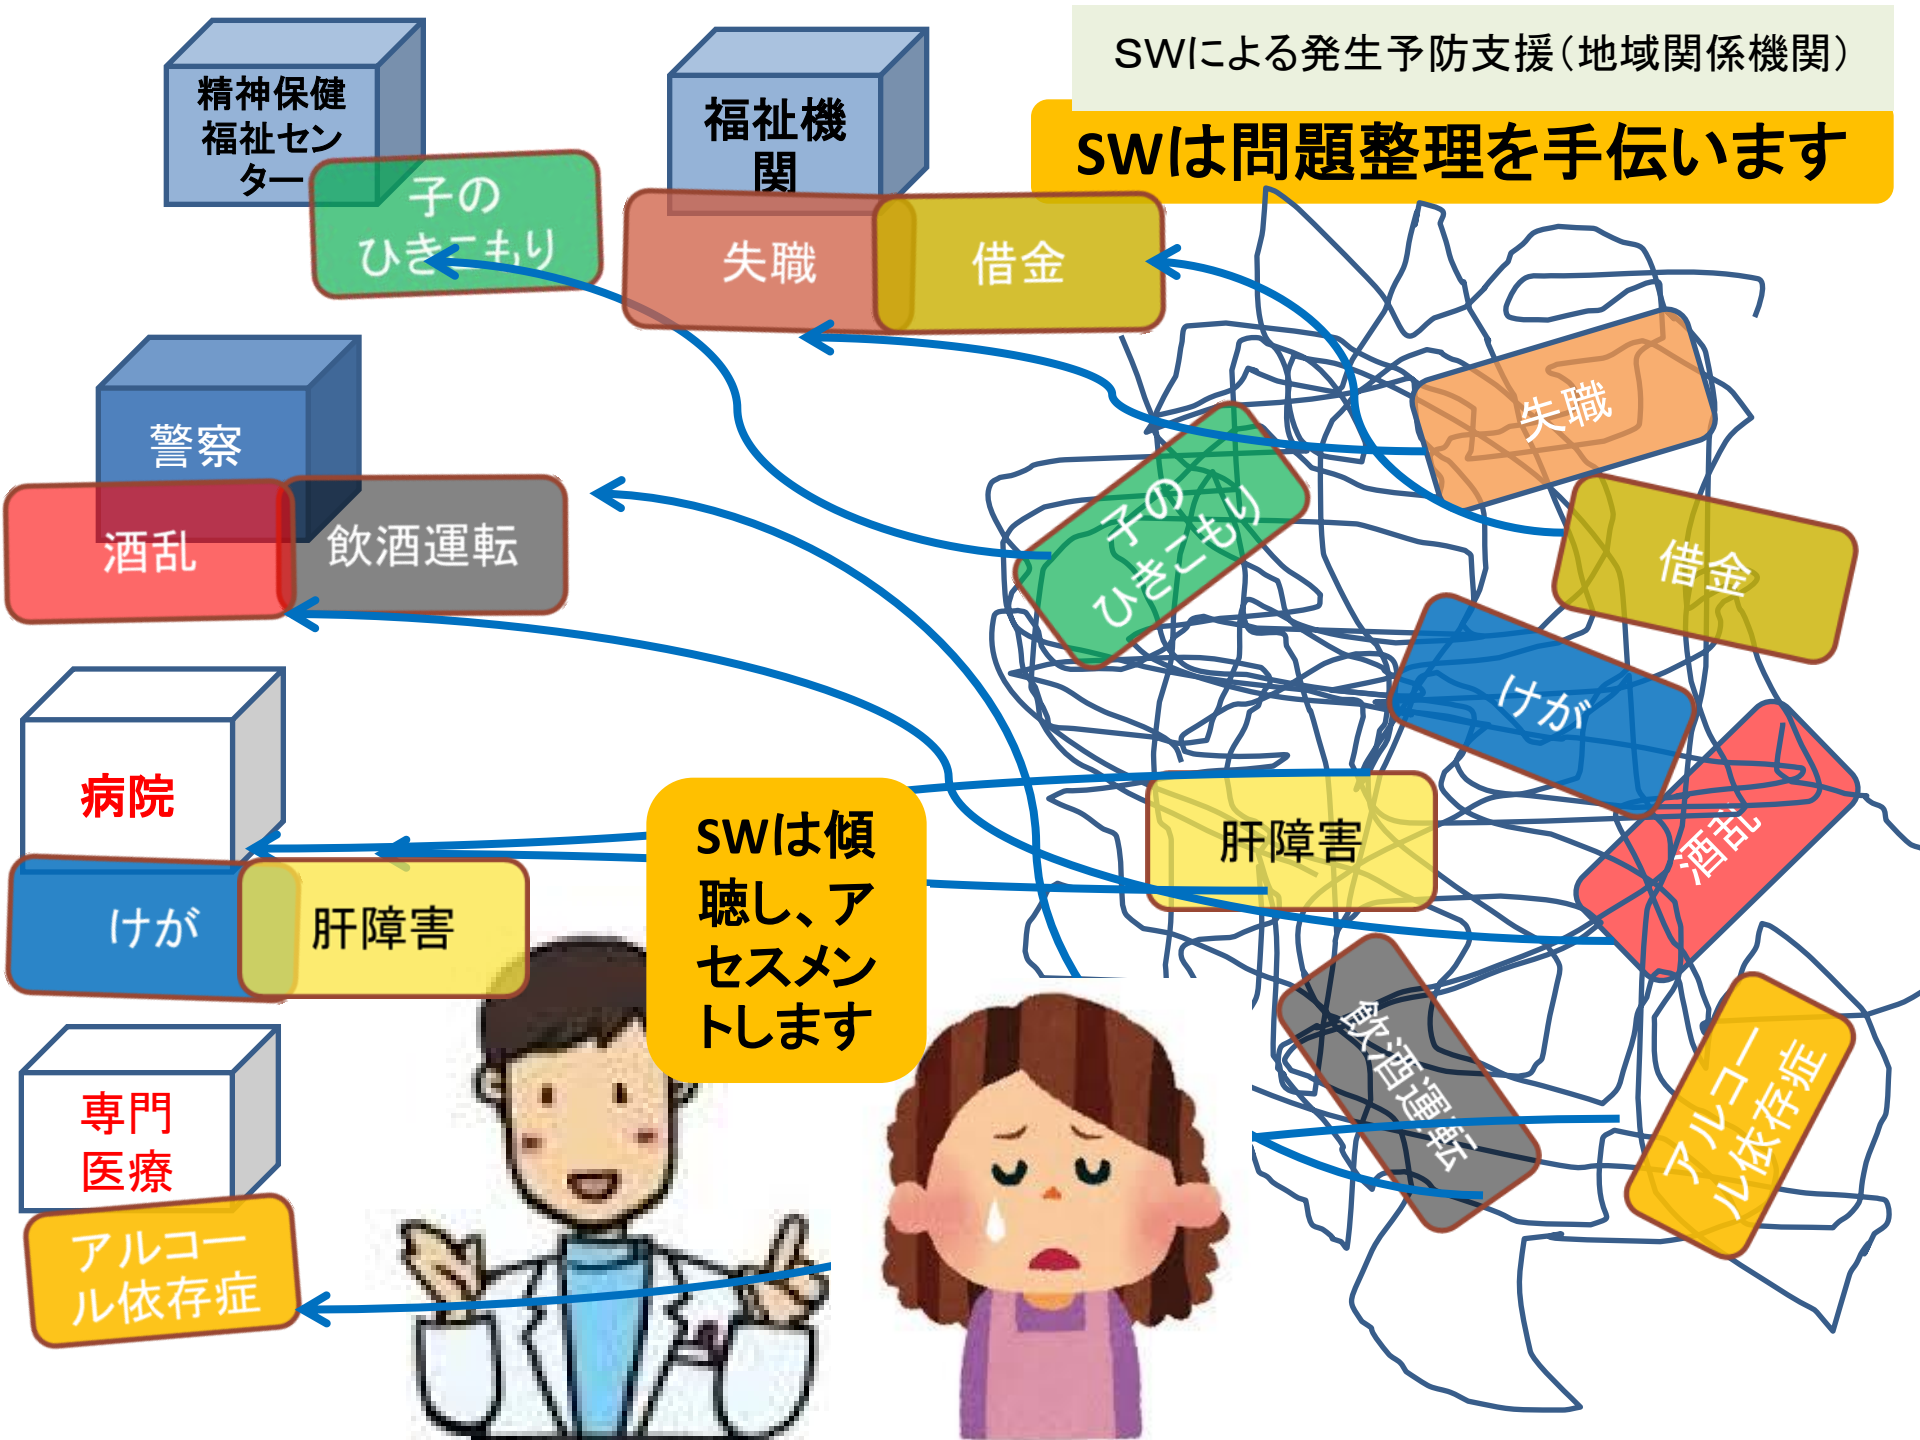 SWによる発生予防支援（地域関係機関）
SWは問題整理を手伝います
精神保健
福祉セン
ター
子の
ひきこもり
福祉機
関
失職
借金
警察
酒乱
飲酒運転
病院
けが
肝障害
専門
医療
アルコー
ル依存症
SWは傾
聴し、ア
セスメン
トします
失職
子の
ひきこもり
借金
けが
酒乱
肝障害
飲酒運転
アルコー
ル依存症